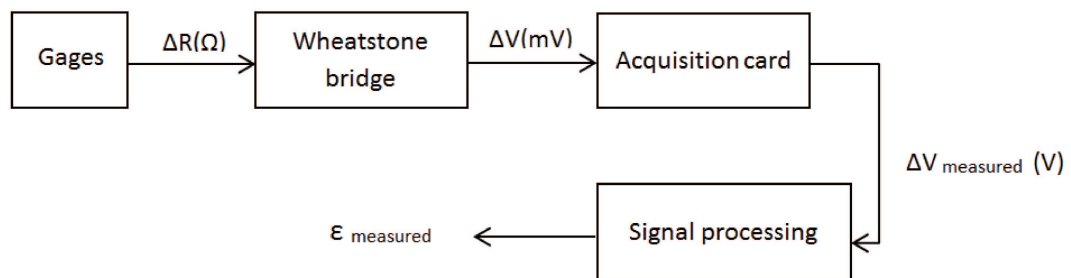 Gages
ΔR(Ω)
Wheatstone
bridge
ΔV(mV)
Acquisition card
ΔV measured (V)
Signal processing
ε measured